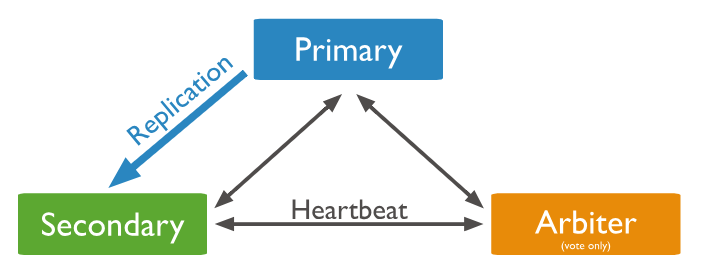 Primary
Replication
Heartbeat
Secondary
Arbiter
(vote only)